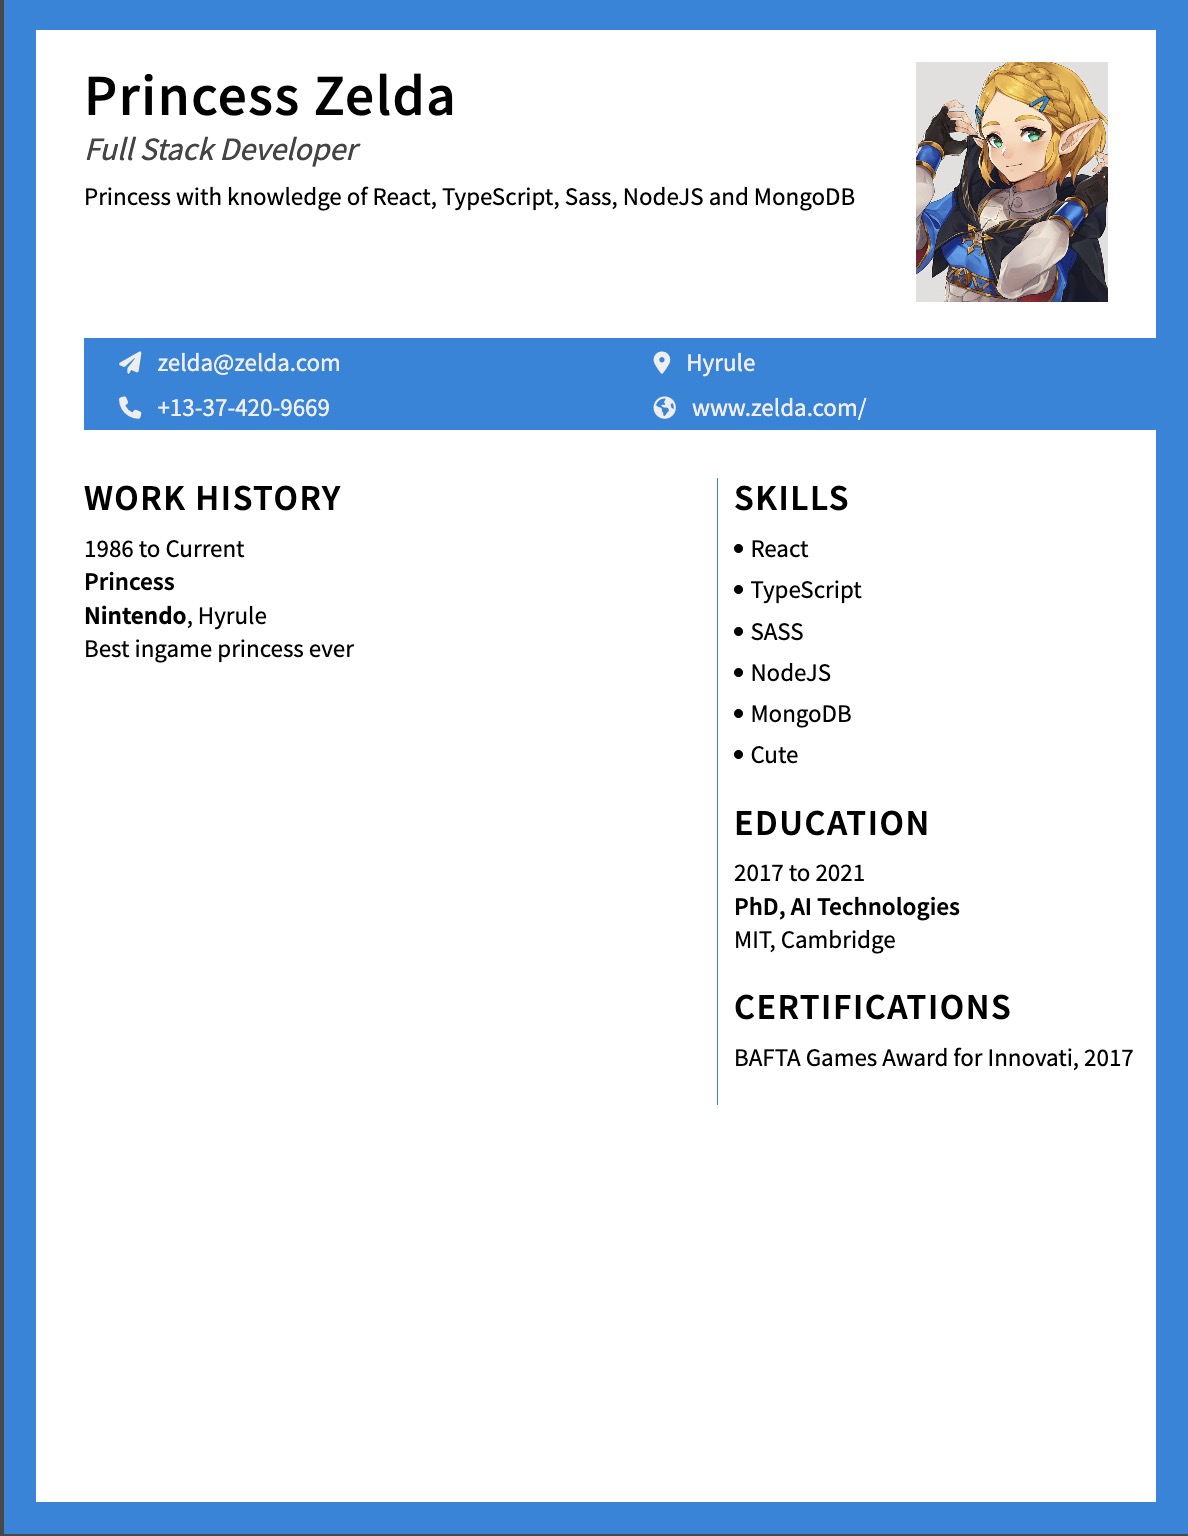 Princess Zelda
Full Stack Developer
Princess with knowledge of React, TypeScript, Sass, NodeJS and MongoDB
zelda@zelda.com
Hyrule
+13-37-420-9669
www.zelda.com/
WORK HISTORY
1986 to Current
Princess
Nintendo, Hyrule
Best ingame princess ever
SKILLS
• React
• TypeScript
• SASS
• NodeJS
• MongoDB
• Cute
EDUCATION
2017 to 2021
PhD, AI Technologies
MIT, Cambridge
CERTIFICATIONS
BAFTA Games Award for Innovati, 2017